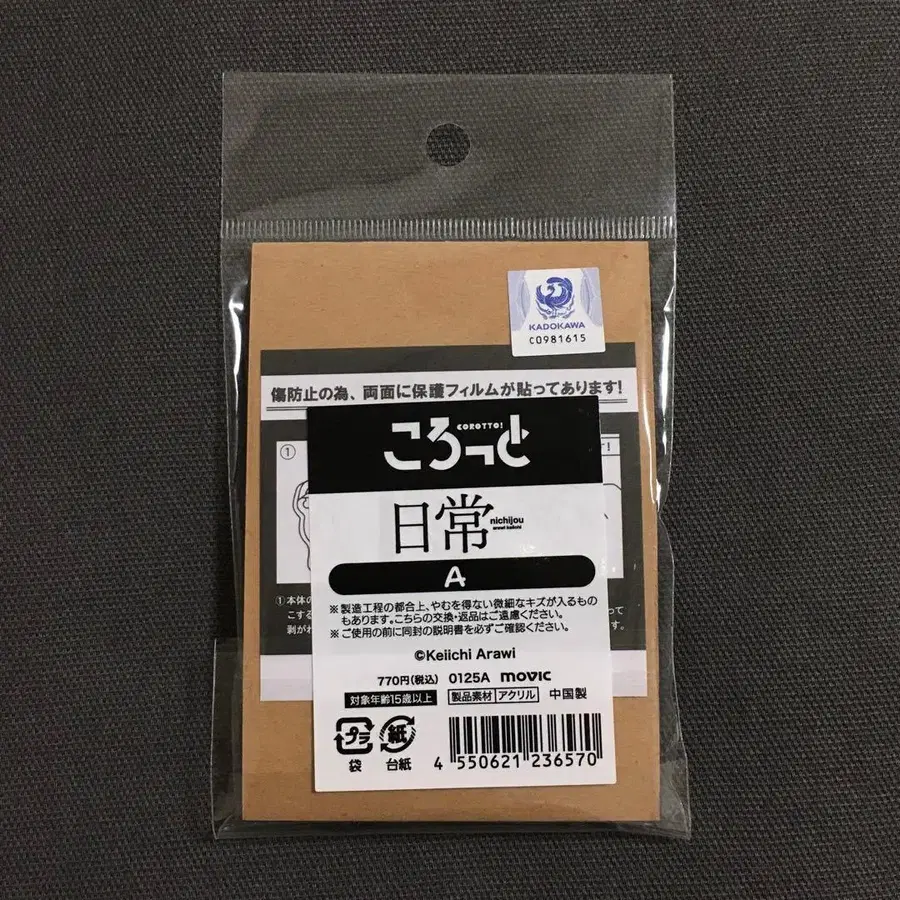 KADOKAWA
C0981615
傷防止の為、両面に保護フィルムが貼ってあります!
①
!
COROTTO!
ころっと
日常
nichijou
arawi keiichi
A
①本体の
こする
剥がれ
って
す。
※製造工程の都合上、やむを得ない微細なキズが入るもの
もあります。こちらの交換・返品はご遠慮ください。
※ご使用の前に同封の説明書を必ずご確認ください。
©Keiichi Arawi
770円(税込) 0125A movic
対象年齢15歳以上 製品素材 アクリル 中国製
プラ 紙
袋 台紙
4 550621 236570